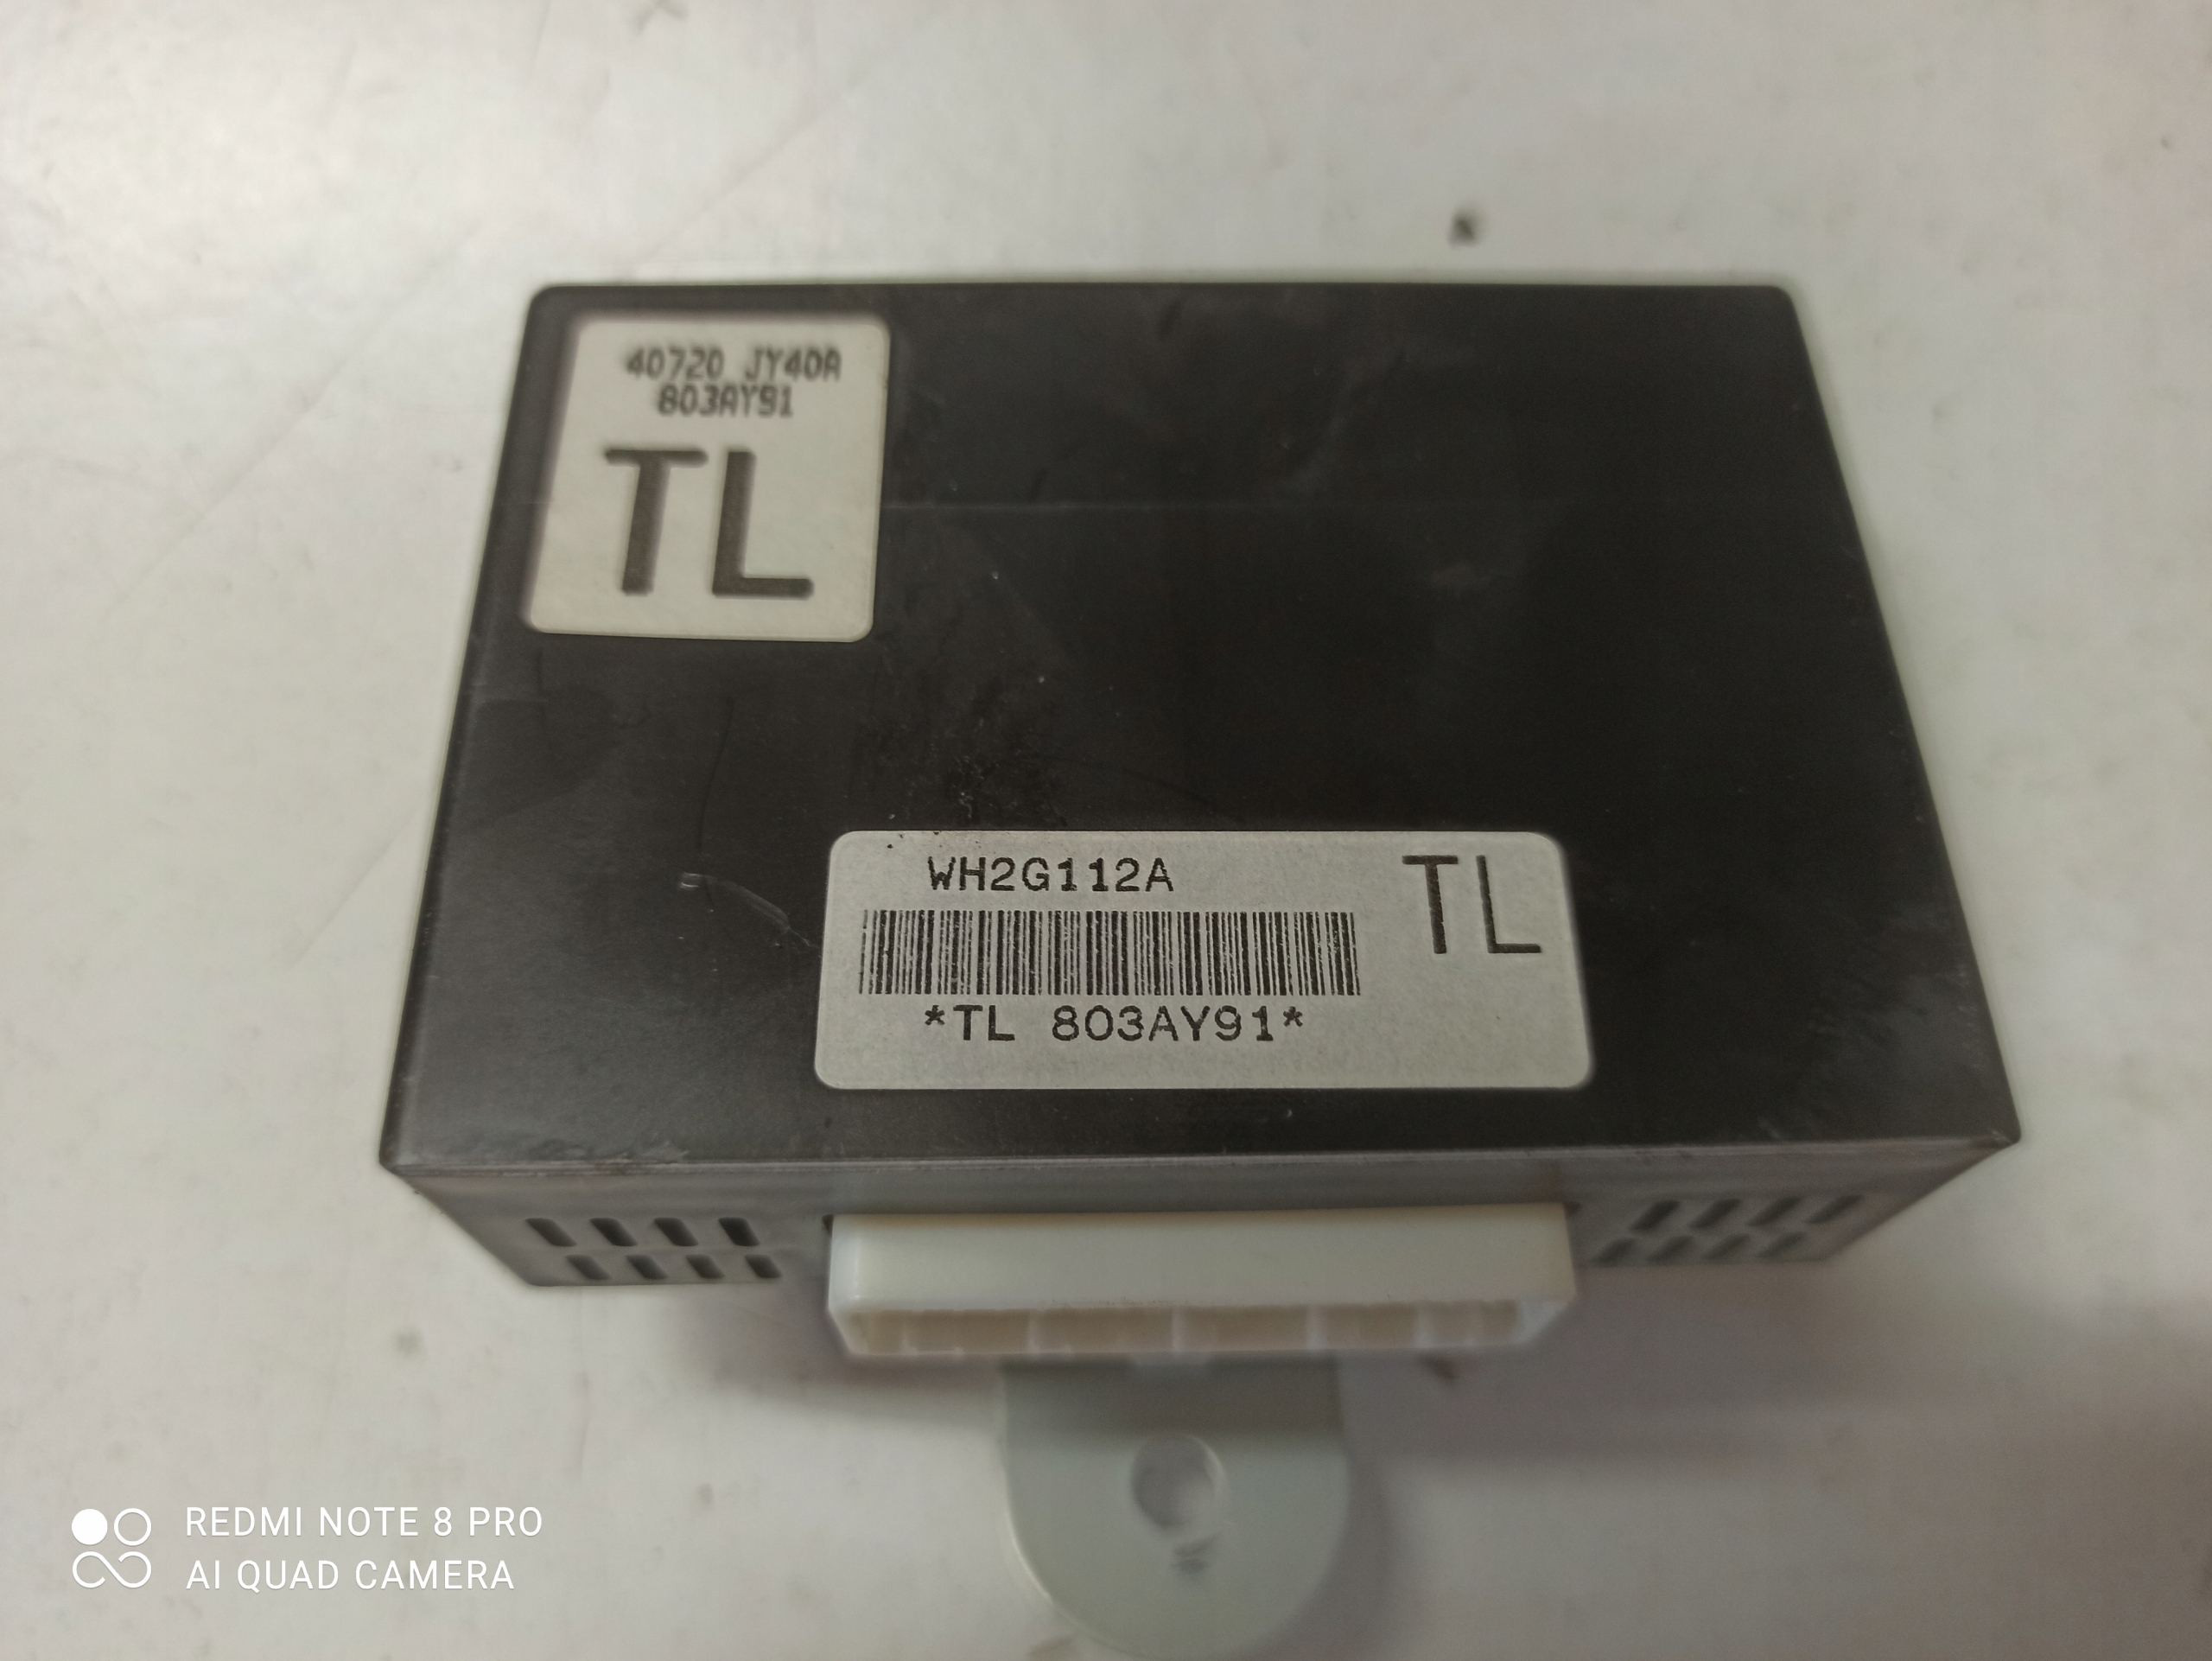 40720 JY40A
803AY91
TL
WH2G112A
TL
*TL 803AY91*
REDMI NOTE 8 PRO
AI QUAD CAMERA